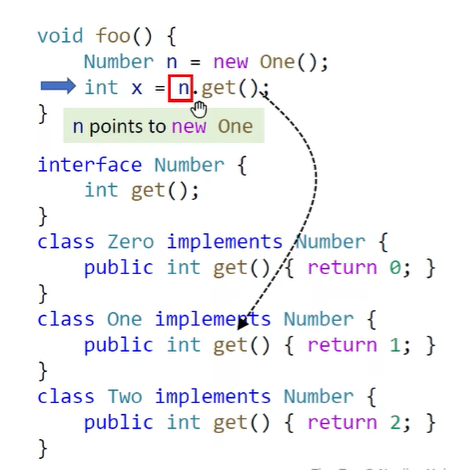 void foo() {
    Number n = new One();
    int x = n.get();
}
n points to new One
interface Number {
    int get();
}
class Zero implements Number {
    public int get() { return 0; }
}
class One implements Number {
    public int get() { return 1; }
}
class Two implements Number {
    public int get() { return 2; }
}